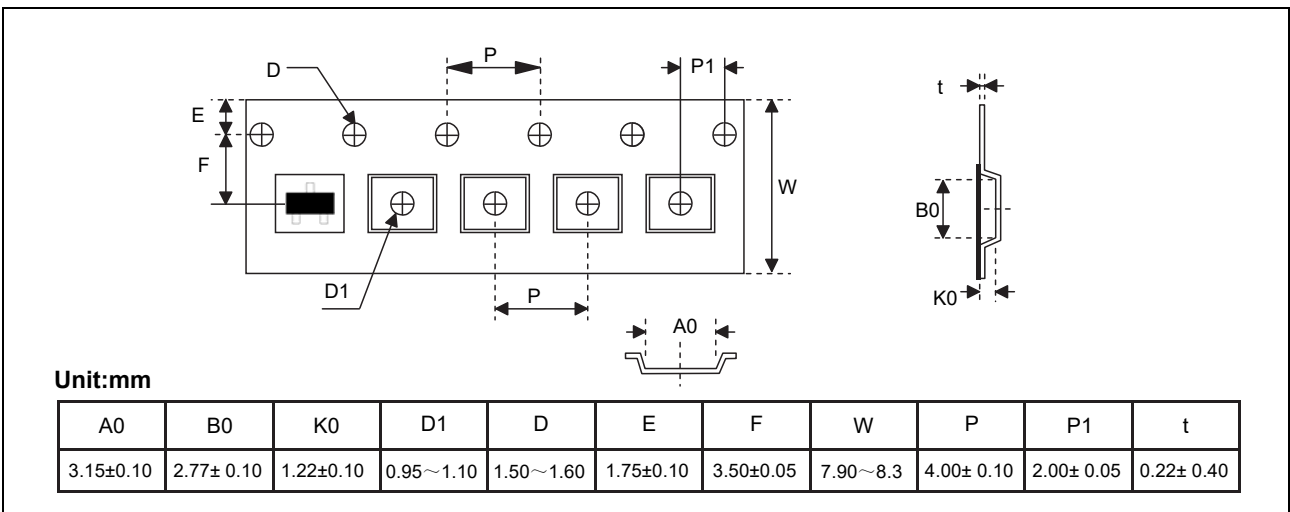 P
P1
D
t
E
F
W
B0
D1
P
K0
A0
Unit:mm
A0 B0 K0 D1 D E F W P P1 t
3.15±0.10 2.77± 0.10 1.22±0.10 0.95～1.10 1.50～1.60 1.75±0.10 3.50±0.05 7.90～8.3 4.00± 0.10 2.00± 0.05 0.22± 0.40